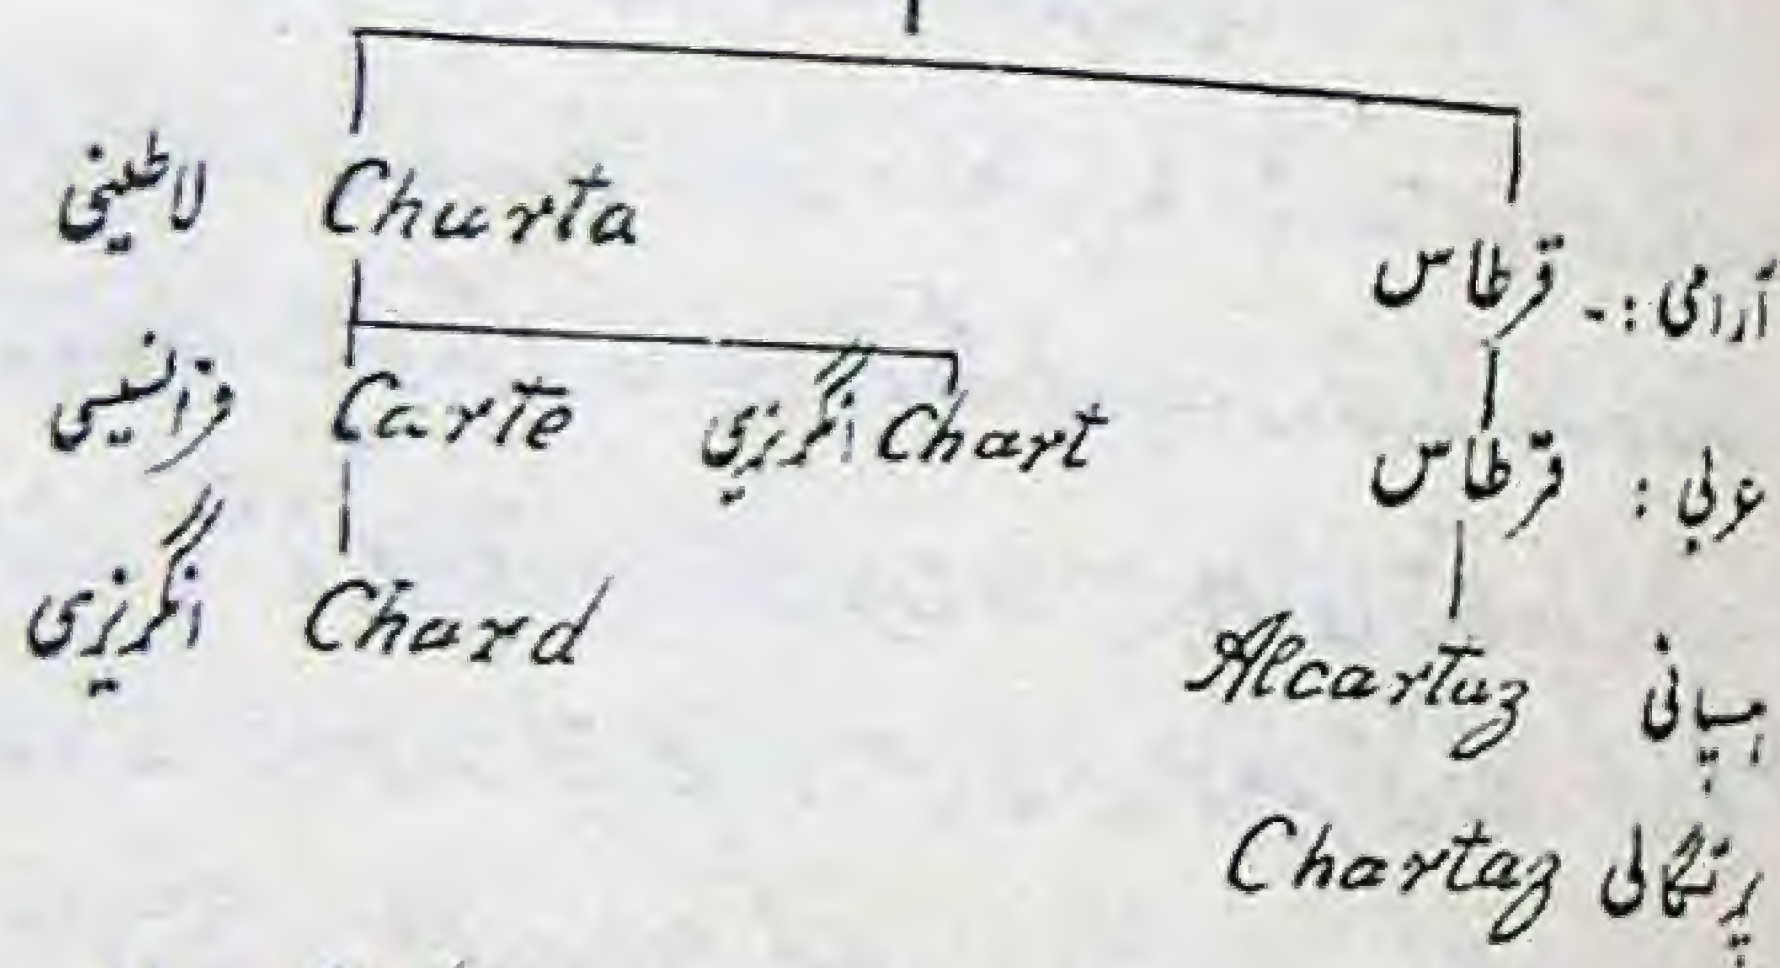 لاطینی Churta
آرامی :- قرطاس
فرانسیسی Carte
انگریزی Chart
عربی : قرطاس
انگریزی Chard
ہسپانی Alcartuz
پرتگالی Chartaz